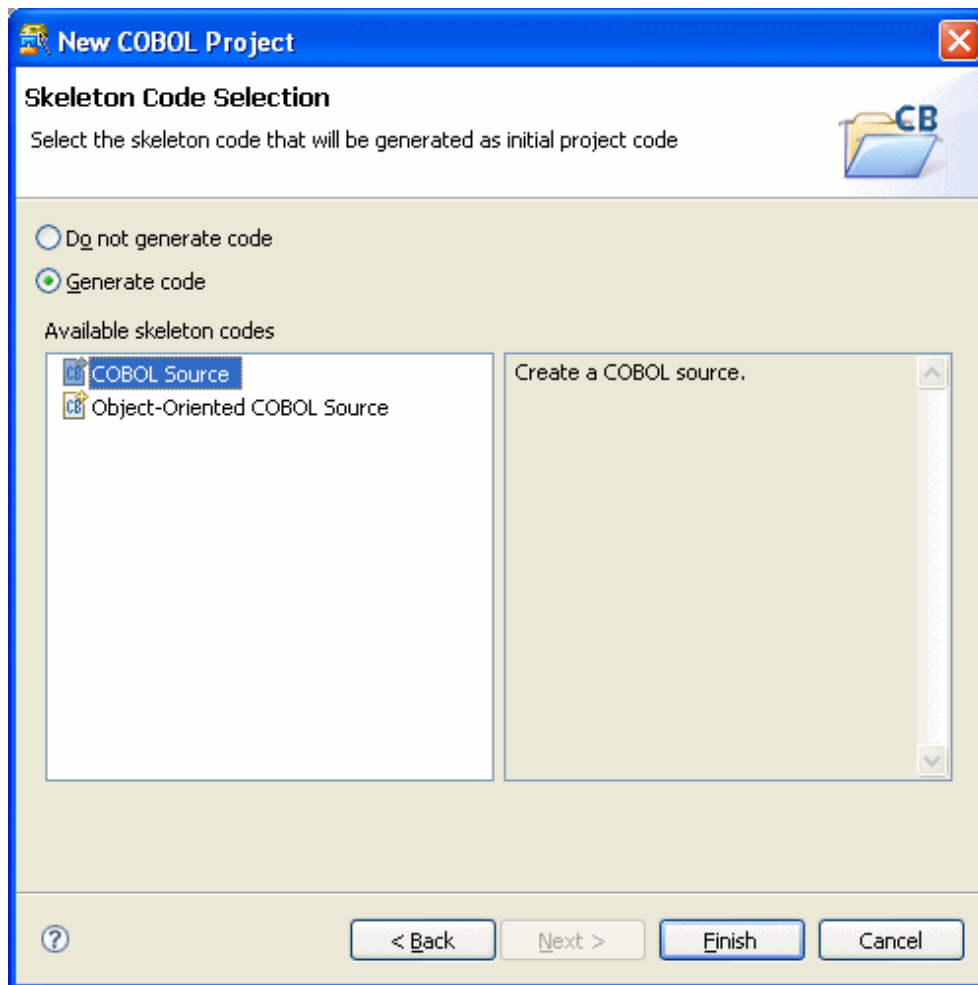 New COBOL Project
Skeleton Code Selection
Select the skeleton code that will be generated as initial project code
CB
Do not generate code
Generate code
Available skeleton codes
CB COBOL Source
CB Object-Oriented COBOL Source
Create a COBOL source.
? < Back Next > Finish Cancel